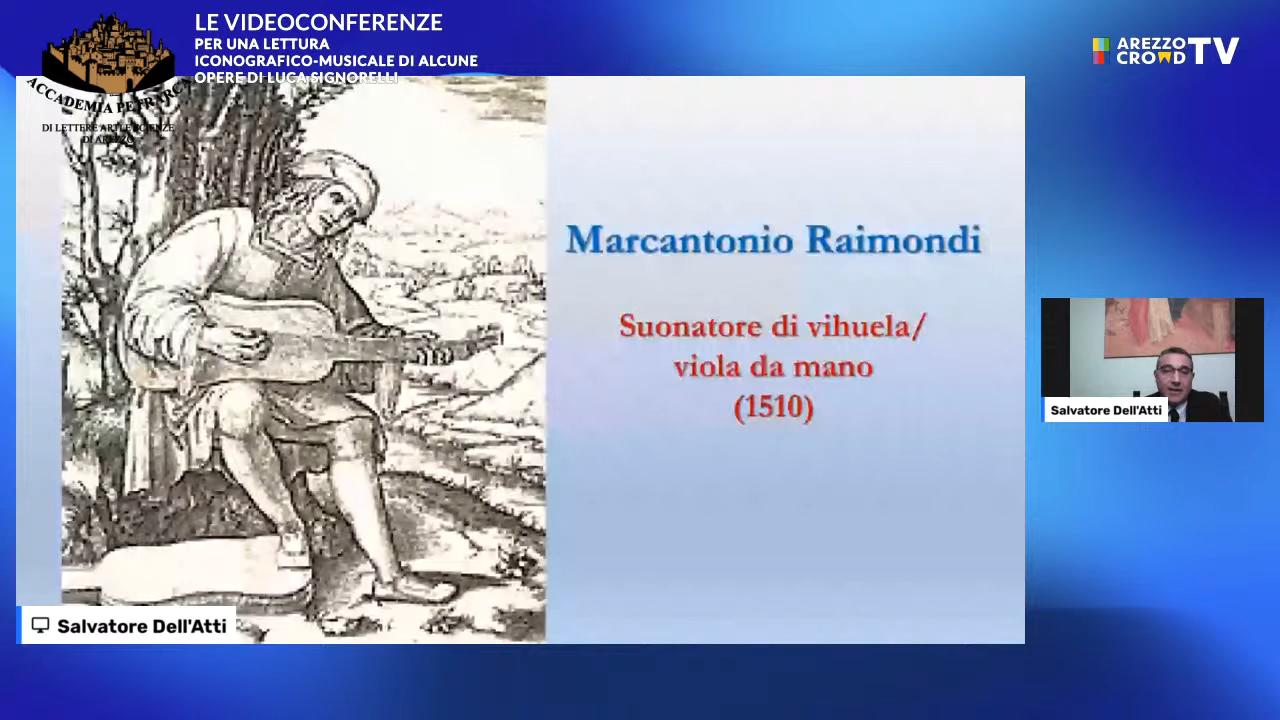 LE VIDEOCONFERENZE
PER UNA LETTURA
ICONOGRAFICO-MUSICALE DI ALCUNE
OPERE DI LUCA SIGNORELLI
ACCADEMIA PETRARCA
DI LETTERE ARTI E SCIENZE
DI AREZZO
AREZZO
CROWD
TV
Marcantonio Raimondi
Suonatore di vihuela/
viola da mano
(1510)
Salvatore Dell'Atti
Salvatore Dell'Atti